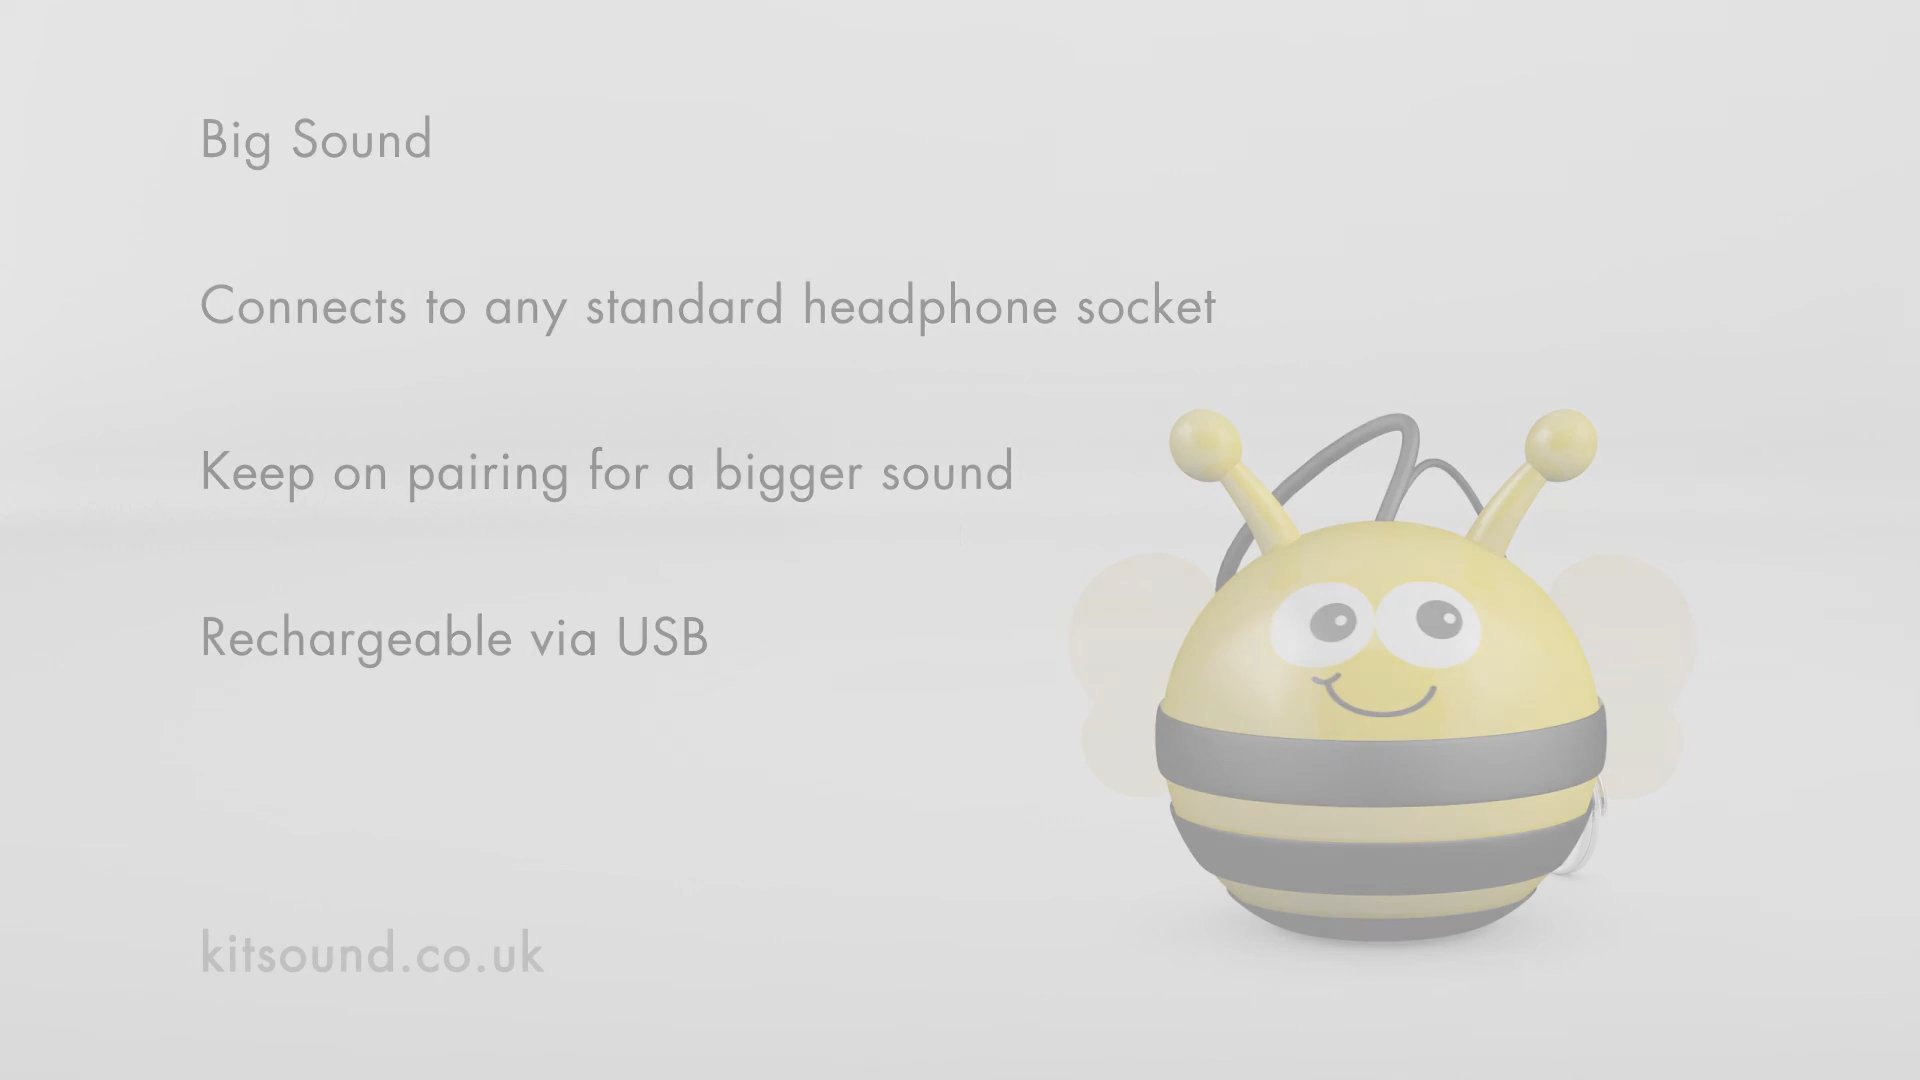 Big Sound
Connects to any standard headphone socket
Keep on pairing for a bigger sound
Rechargeable via USB
kitsound.co.uk